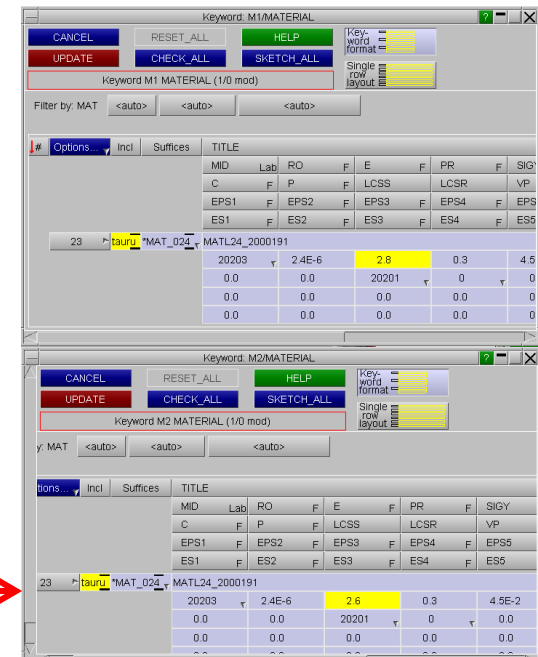 Keyword: M1/MATERIAL ?
CANCEL RESET_ALL HELP Key-word format
UPDATE CHECK_ALL SKETCH_ALL Single row layout
Keyword M1 MATERIAL (1/0 mod)
Filter by: MAT <auto> <auto> <auto>
# Options... Incl Suffices TITLE
MID Lab RO F E F PR F SIGY
C F P F LCSS LCSR VP
EPS1 F EPS2 F EPS3 F EPS4 F EPS
ES1 F ES2 F ES3 F ES4 F ES5
23 tauru *MAT_024 MATL24_2000191
20203 2.4E-6 2.8 0.3 4.5
0.0 0.0 20201 0 0
0.0 0.0 0.0 0.0 0
0.0 0.0 0.0 0.0 0
Keyword: M2/MATERIAL ?
CANCEL RESET_ALL HELP Key-word format
UPDATE CHECK_ALL SKETCH_ALL Single row layout
Keyword M2 MATERIAL (1/0 mod)
y: MAT <auto> <auto> <auto>
tions... Incl Suffices TITLE
MID Lab RO F E F PR F SIGY
C F P F LCSS LCSR VP
EPS1 F EPS2 F EPS3 F EPS4 F EPS5
ES1 F ES2 F ES3 F ES4 F ES5
23 tauru *MAT_024 MATL24_2000191
20203 2.4E-6 2.6 0.3 4.5E-2
0.0 0.0 20201 0 0.0
0.0 0.0 0.0 0.0 0.0